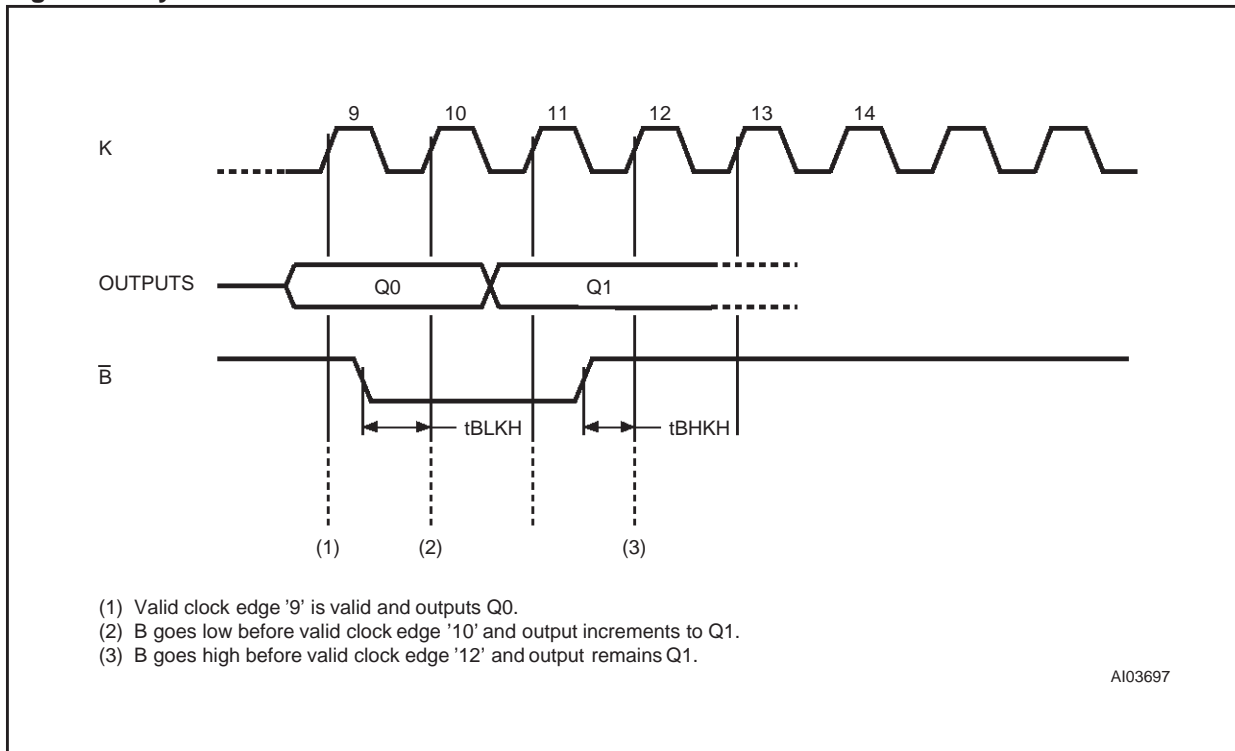 9 10 11 12 13 14
K
OUTPUTS Q0 Q1
B̅
tBLKH tBHKH
(1) (2) (3)
(1) Valid clock edge '9' is valid and outputs Q0.
(2) B goes low before valid clock edge '10' and output increments to Q1.
(3) B goes high before valid clock edge '12' and output remains Q1.
AI03697